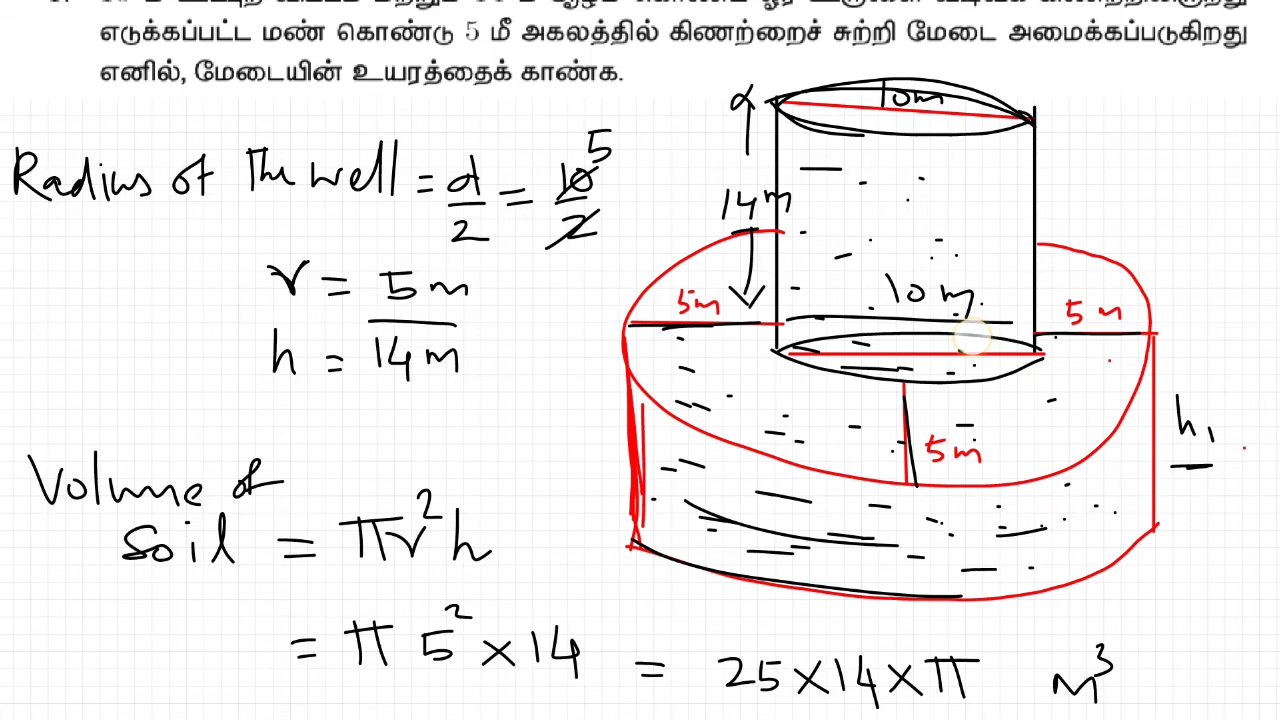 எடுக்கப்பட்ட மண் கொண்டு 5 மீ அகலத்தில் கிணற்றைச் சுற்றி மேடை அமைக்கப்படுகிறது
எனில், மேடையின் உயரத்தைக் காண்க.
10m
Radius of The well = d/2 = 10/2 5
14m
r = 5m
10m
5m
5m
h = 14m
h₁
5m
Volume of
Soil = πr²h
= π 5² × 14 = 25×14×π m³